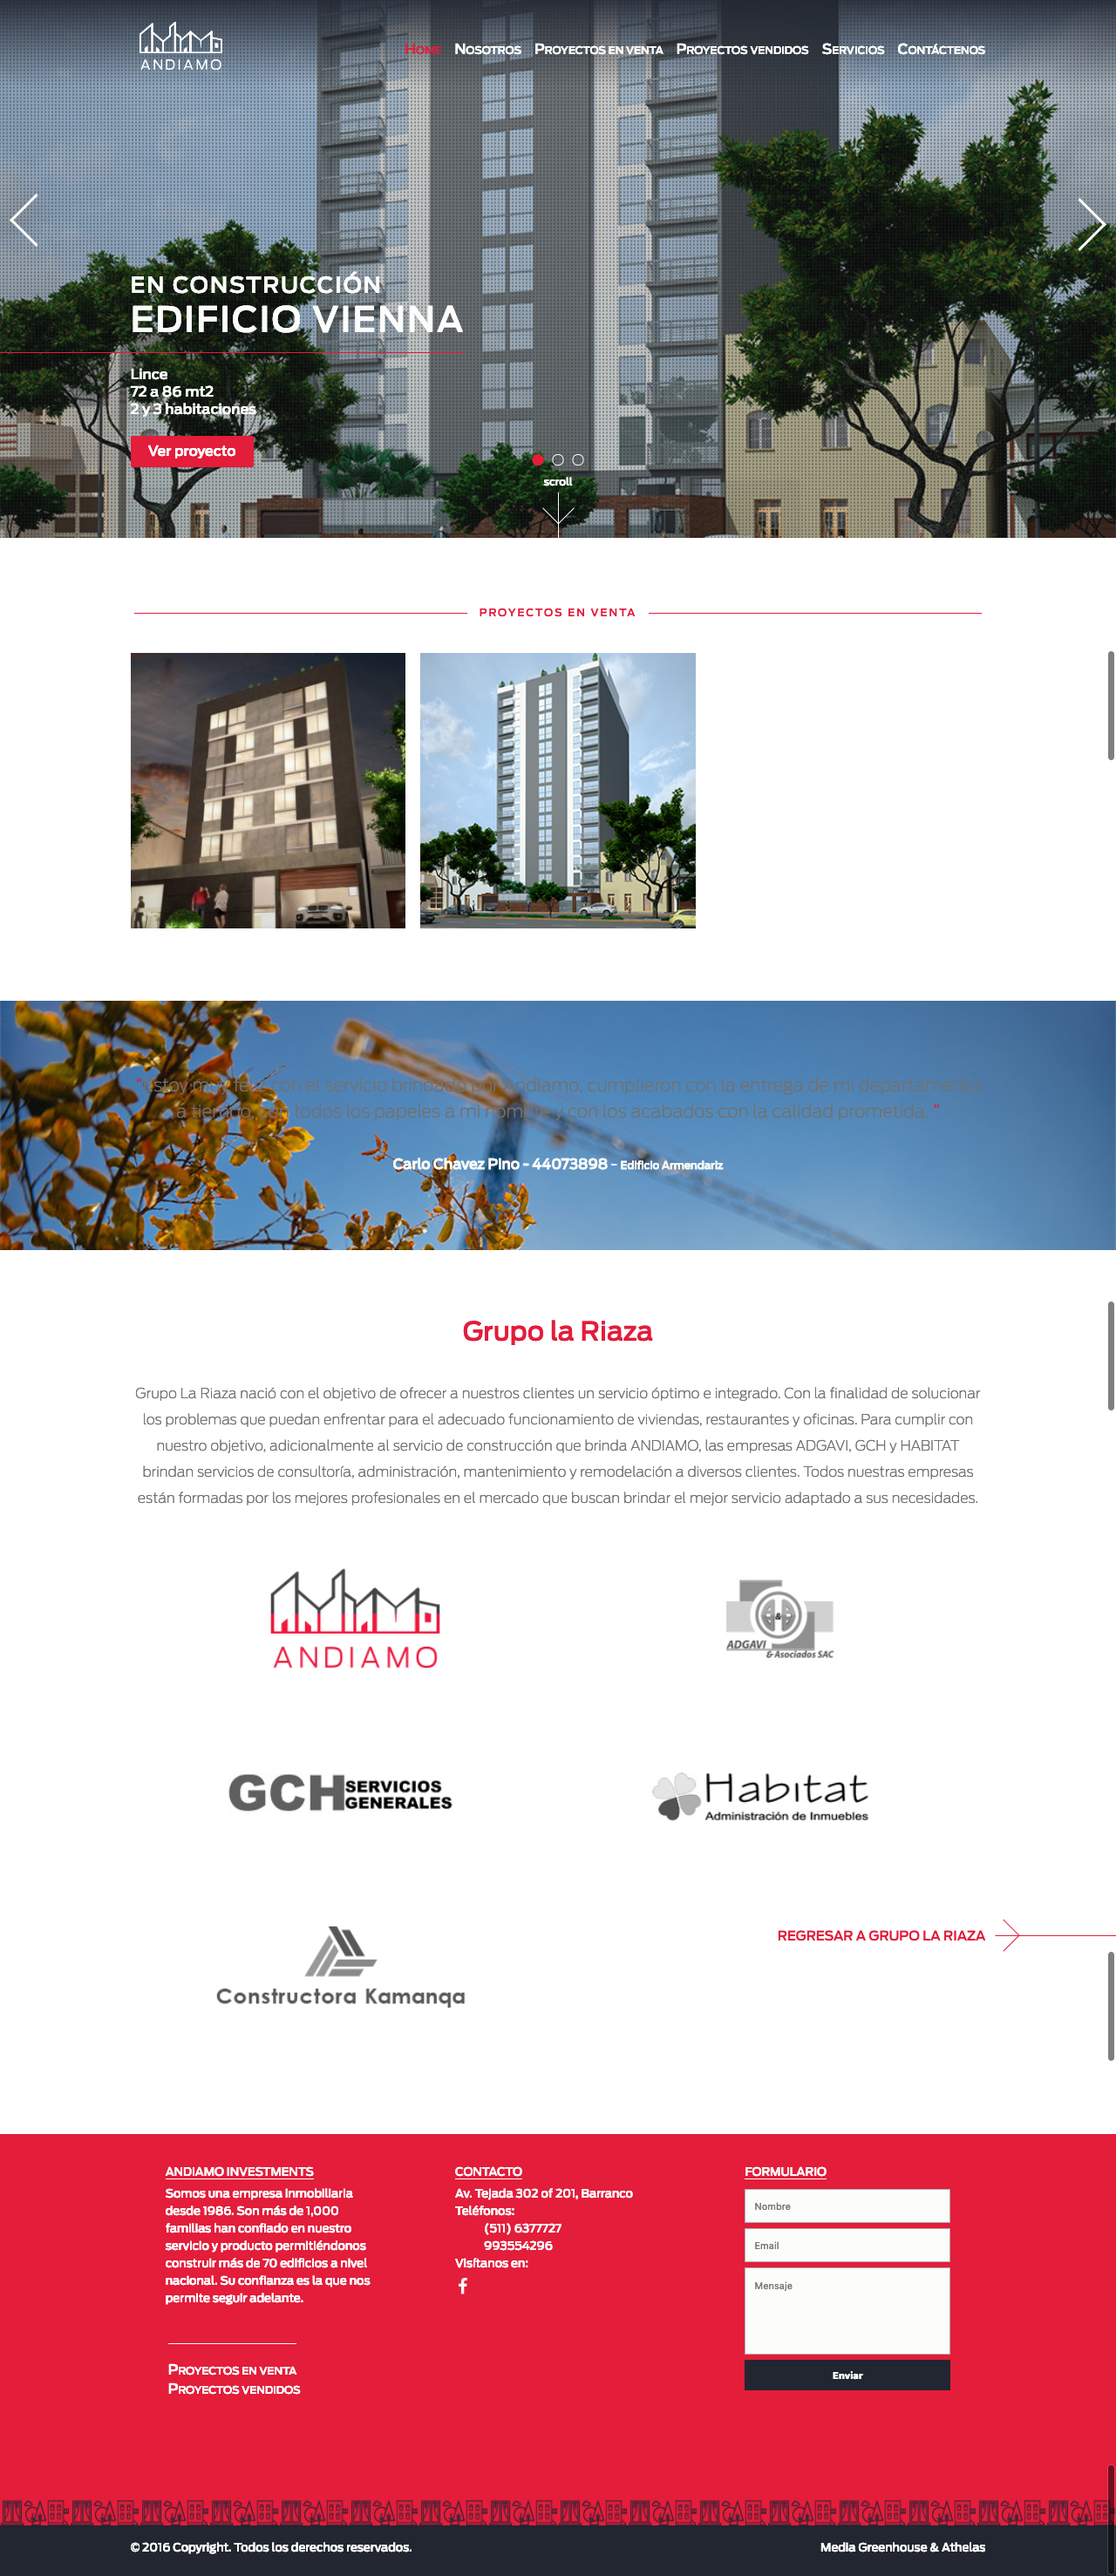 ANDIAMO
Home Nosotros Proyectos en venta Proyectos vendidos Servicios Contáctenos
EN CONSTRUCCIÓN
EDIFICIO VIENNA
Lince
72 a 86 mt2
2 y 3 habitaciones
Ver proyecto
scroll
PROYECTOS EN VENTA
"Estoy muy feliz con el servicio brindado por Andiamo, cumplieron con la entrega de mi departamento
a tiempo, con todos los papeles a mi nombre y con los acabados con la calidad prometida. "
Carlo Chavez Pino - 44073898 - Edificio Armendariz
Grupo la Riaza
Grupo La Riaza nació con el objetivo de ofrecer a nuestros clientes un servicio óptimo e integrado. Con la finalidad de solucionar
los problemas que puedan enfrentar para el adecuado funcionamiento de viviendas, restaurantes y oficinas. Para cumplir con
nuestro objetivo, adicionalmente al servicio de construcción que brinda ANDIAMO, las empresas ADGAVI, GCH y HABITAT
brindan servicios de consultoría, administración, mantenimiento y remodelación a diversos clientes. Todos nuestras empresas
están formadas por los mejores profesionales en el mercado que buscan brindar el mejor servicio adaptado a sus necesidades.
ANDIAMO
&
ADGAVI
& Asociados SAC
GCH SERVICIOS
GENERALES
Habitat
Administración de Inmuebles
REGRESAR A GRUPO LA RIAZA
Constructora Kamanqa
ANDIAMO INVESTMENTS
Somos una empresa Inmobiliaria
desde 1986. Son más de 1,000
familias han confiado en nuestro
servicio y producto permitiéndonos
construir más de 70 edificios a nivel
nacional. Su confianza es la que nos
permite seguir adelante.
Proyectos en venta
Proyectos vendidos
CONTACTO
Av. Tejada 302 of 201, Barranco
Teléfonos:
(511) 6377727
993554296
Visítanos en:
FORMULARIO
Nombre
Email
Mensaje
Enviar
© 2016 Copyright. Todos los derechos reservados.
Media Greenhouse & Athelas